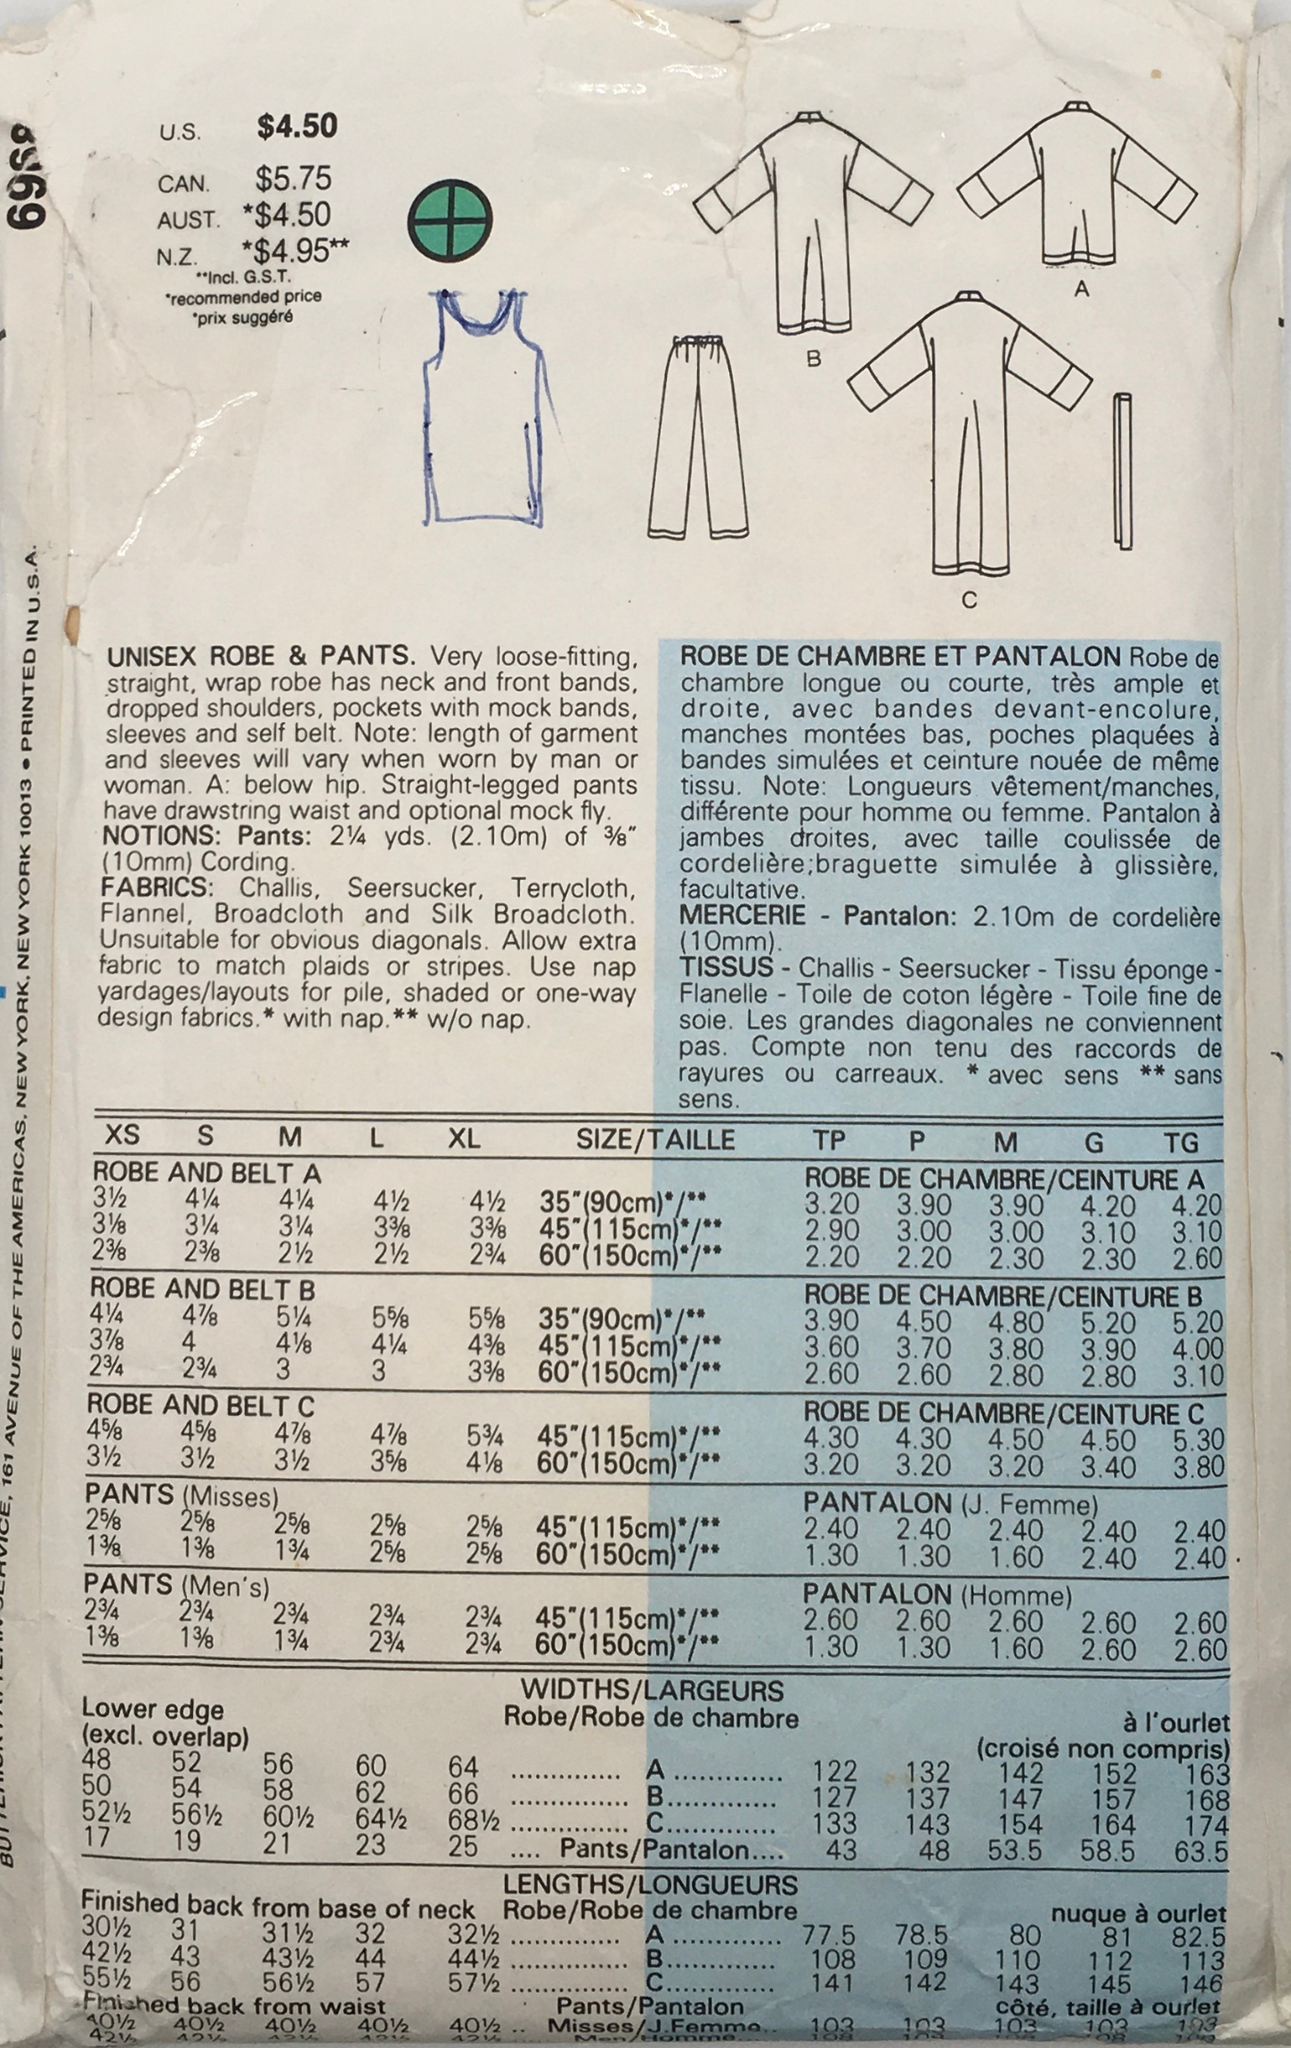 6969
U.S. $4.50
CAN. $5.75
AUST. *$4.50
N.Z. *$4.95**
**Incl. G.S.T.
*recommended price
*prix suggéré
A
B
C
161 AVENUE OF THE AMERICAS, NEW YORK, NEW YORK 10013 • PRINTED IN U.S.A.
UNISEX ROBE & PANTS. Very loose-fitting,
straight, wrap robe has neck and front bands,
dropped shoulders, pockets with mock bands,
sleeves and self belt. Note: length of garment
and sleeves will vary when worn by man or
woman. A: below hip. Straight-legged pants
have drawstring waist and optional mock fly.
NOTIONS: Pants: 2¼ yds. (2.10m) of ⅜"
(10mm) Cording.
FABRICS: Challis, Seersucker, Terrycloth,
Flannel, Broadcloth and Silk Broadcloth.
Unsuitable for obvious diagonals. Allow extra
fabric to match plaids or stripes. Use nap
yardages/layouts for pile, shaded or one-way
design fabrics.* with nap.** w/o nap.
ROBE DE CHAMBRE ET PANTALON Robe de
chambre longue ou courte, très ample et
droite, avec bandes devant-encolure,
manches montées bas, poches plaquées à
bandes simulées et ceinture nouée de même
tissu. Note: Longueurs vêtement/manches,
différente pour homme ou femme. Pantalon à
jambes droites, avec taille coulissée de
cordelière;braguette simulée à glissière,
facultative.
MERCERIE - Pantalon: 2.10m de cordelière
(10mm).
TISSUS - Challis - Seersucker - Tissu éponge -
Flanelle - Toile de coton légère - Toile fine de
soie. Les grandes diagonales ne conviennent
pas. Compte non tenu des raccords de
rayures ou carreaux. * avec sens ** sans
sens.
XS S M L XL SIZE/TAILLE TP P M G TG
ROBE AND BELT A ROBE DE CHAMBRE/CEINTURE A
3½ 4¼ 4¼ 4½ 4½ 35"(90cm)*/** 3.20 3.90 3.90 4.20 4.20
3⅛ 3¼ 3¼ 3⅜ 3⅜ 45"(115cm)*/** 2.90 3.00 3.00 3.10 3.10
2⅜ 2⅜ 2½ 2½ 2¾ 60"(150cm)*/** 2.20 2.20 2.30 2.30 2.60
ROBE AND BELT B ROBE DE CHAMBRE/CEINTURE B
4¼ 4⅞ 5¼ 5⅝ 5⅝ 35"(90cm)*/** 3.90 4.50 4.80 5.20 5.20
3⅞ 4 4⅛ 4¼ 4⅜ 45"(115cm)*/** 3.60 3.70 3.80 3.90 4.00
2¾ 2¾ 3 3 3⅜ 60"(150cm)*/** 2.60 2.60 2.80 2.80 3.10
ROBE AND BELT C ROBE DE CHAMBRE/CEINTURE C
4⅝ 4⅝ 4⅞ 4⅞ 5¾ 45"(115cm)*/** 4.30 4.30 4.50 4.50 5.30
3½ 3½ 3½ 3⅝ 4⅛ 60"(150cm)*/** 3.20 3.20 3.20 3.40 3.80
PANTS (Misses) PANTALON (J. Femme)
2⅝ 2⅝ 2⅝ 2⅝ 2⅝ 45"(115cm)*/** 2.40 2.40 2.40 2.40 2.40
1⅜ 1⅜ 1¾ 2⅝ 2⅝ 60"(150cm)*/** 1.30 1.30 1.60 2.40 2.40
PANTS (Men's) PANTALON (Homme)
2¾ 2¾ 2¾ 2¾ 2¾ 45"(115cm)*/** 2.60 2.60 2.60 2.60 2.60
1⅜ 1⅜ 1¾ 2¾ 2¾ 60"(150cm)*/** 1.30 1.30 1.60 2.60 2.60
WIDTHS/LARGEURS
Lower edge Robe/Robe de chambre à l'ourlet
(excl. overlap) (croisé non compris)
48 52 56 60 64 .............. A ............. 122 132 142 152 163
50 54 58 62 66 .............. B............. 127 137 147 157 168
52½ 56½ 60½ 64½ 68½ .............. C............. 133 143 154 164 174
17 19 21 23 25 .... Pants/Pantalon.... 43 48 53.5 58.5 63.5
LENGTHS/LONGUEURS
Finished back from base of neck Robe/Robe de chambre nuque à ourlet
30½ 31 31½ 32 32½ .............. A ............. 77.5 78.5 80 81 82.5
42½ 43 43½ 44 44½ .............. B............. 108 109 110 112 113
55½ 56 56½ 57 57½ .............. C............. 141 142 143 145 146
Finished back from waist Pants/Pantalon côté, taille à ourlet
40½ 40½ 40½ 40½ 40½ .. Misses/J.Femme.. 103 103 103 103 103